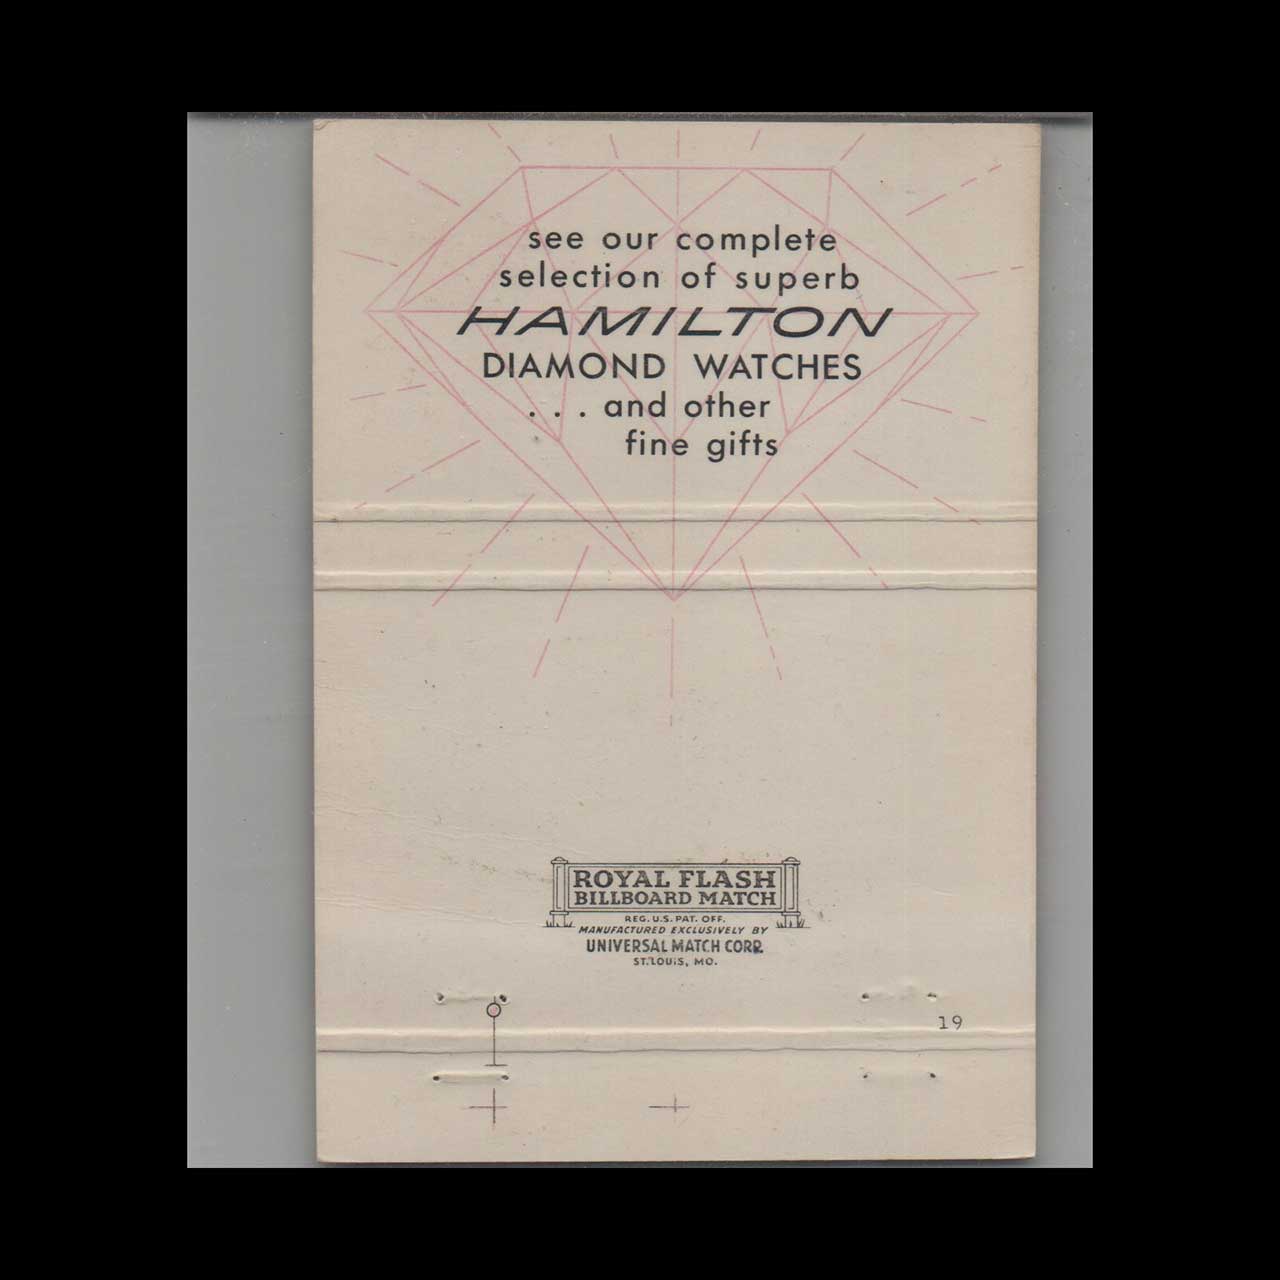 see our complete
selection of superb
HAMILTON
DIAMOND WATCHES
. . . and other
fine gifts
ROYAL FLASH
BILLBOARD MATCH
REG. U.S. PAT. OFF.
MANUFACTURED EXCLUSIVELY BY
UNIVERSAL MATCH CORP.
ST. LOUIS, MO.
19